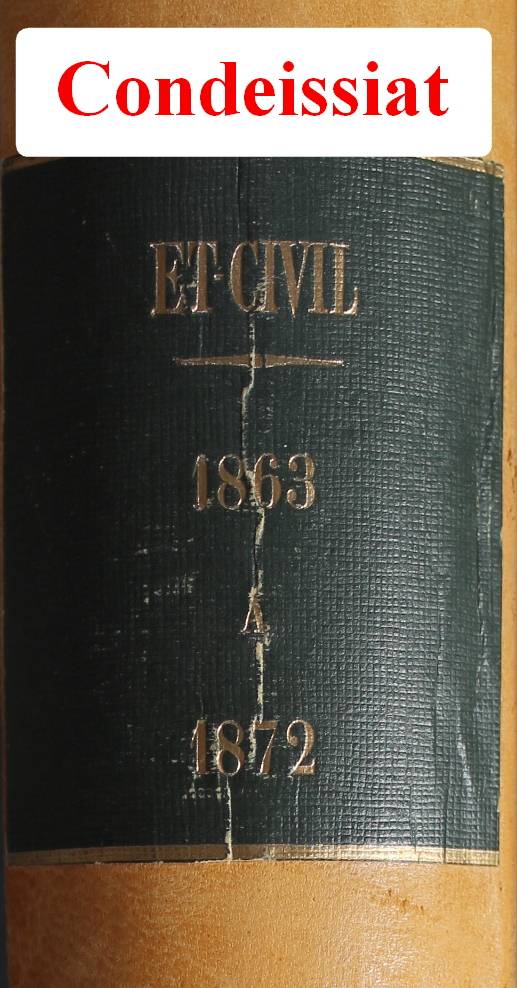 Condeissiat
ET-CIVIL
1863
A
1872